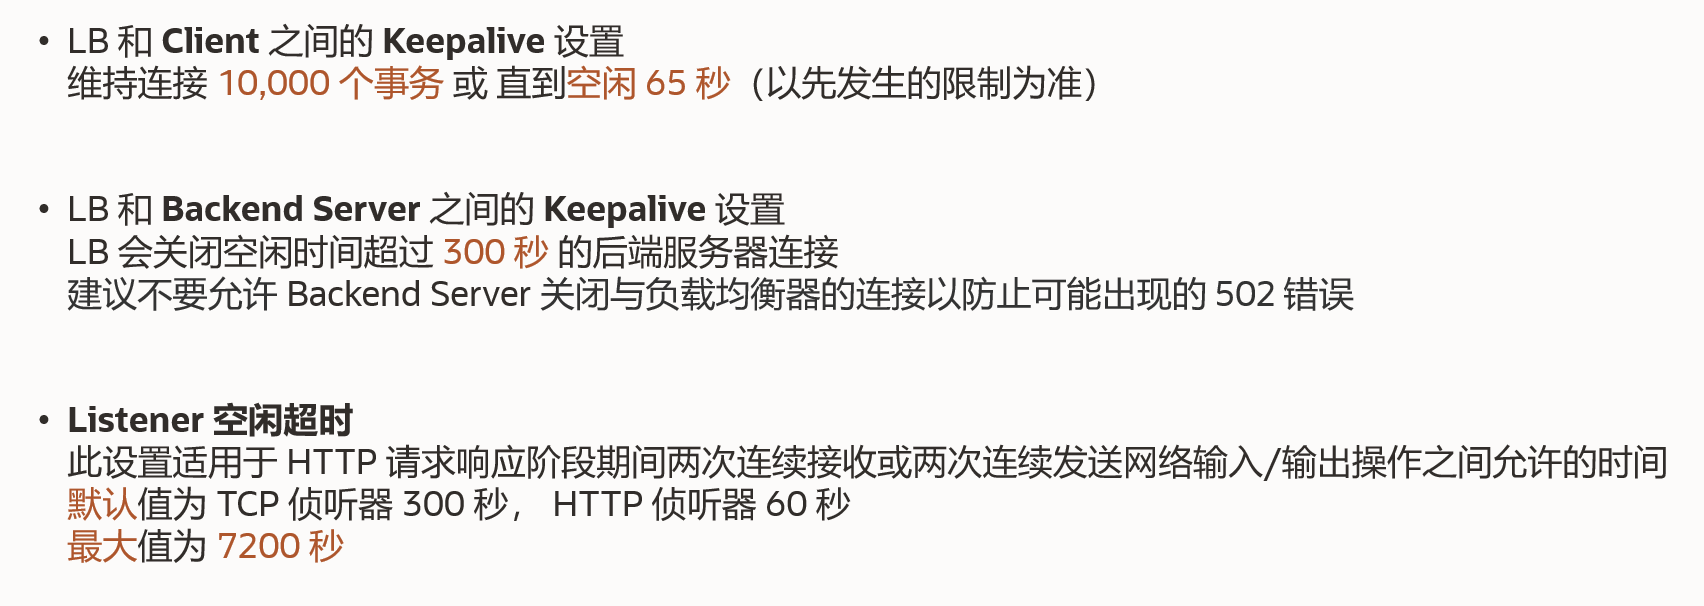 • LB 和 Client 之间的 Keepalive 设置
维持连接 10,000 个事务 或 直到空闲 65 秒（以先发生的限制为准）
• LB 和 Backend Server 之间的 Keepalive 设置
LB 会关闭空闲时间超过 300 秒 的后端服务器连接
建议不要允许 Backend Server 关闭与负载均衡器的连接以防止可能出现的 502 错误
• Listener 空闲超时
此设置适用于 HTTP 请求响应阶段期间两次连续接收或两次连续发送网络输入/输出操作之间允许的时间
默认值为 TCP 侦听器 300 秒， HTTP 侦听器 60 秒
最大值为 7200 秒